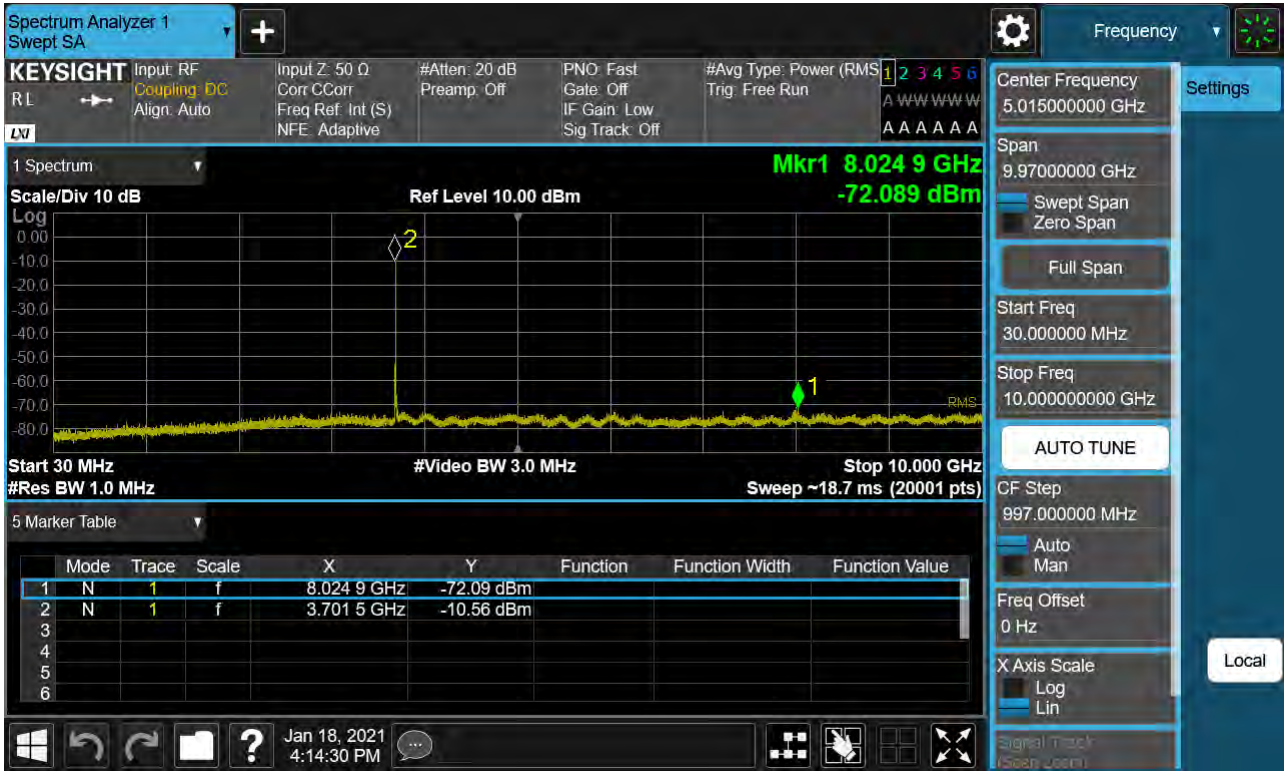 Spectrum Analyzer 1
Swept SA
Frequency
KEYSIGHT
RL
LXI
Input: RF
Coupling: DC
Align: Auto
Input Z: 50 Ω
Corr CCorr
Freq Ref: Int (S)
NFE: Adaptive
#Atten: 20 dB
Preamp: Off
PNO: Fast
Gate: Off
IF Gain: Low
Sig Track: Off
#Avg Type: Power (RMS
Trig: Free Run
1 2 3 4 5 6
A W W W W W
A A A A A A
1 Spectrum
Mkr1 8.024 9 GHz
Scale/Div 10 dB
Ref Level 10.00 dBm
-72.089 dBm
Log
0.00
-10.0
-20.0
-30.0
-40.0
-50.0
-60.0
-70.0
-80.0
2
1
RMS
Start 30 MHz
#Video BW 3.0 MHz
Stop 10.000 GHz
#Res BW 1.0 MHz
Sweep ~18.7 ms (20001 pts)
5 Marker Table
Mode Trace Scale X Y Function Function Width Function Value
1 N 1 f 8.024 9 GHz -72.09 dBm
2 N 1 f 3.701 5 GHz -10.56 dBm
3
4
5
6
?
Jan 18, 2021
4:14:30 PM
Center Frequency
5.015000000 GHz
Span
9.97000000 GHz
Swept Span
Zero Span
Full Span
Start Freq
30.000000 MHz
Stop Freq
10.000000000 GHz
AUTO TUNE
CF Step
997.000000 MHz
Auto
Man
Freq Offset
0 Hz
X Axis Scale
Log
Lin
Signal Track
(Span Zoom)
Settings
Local